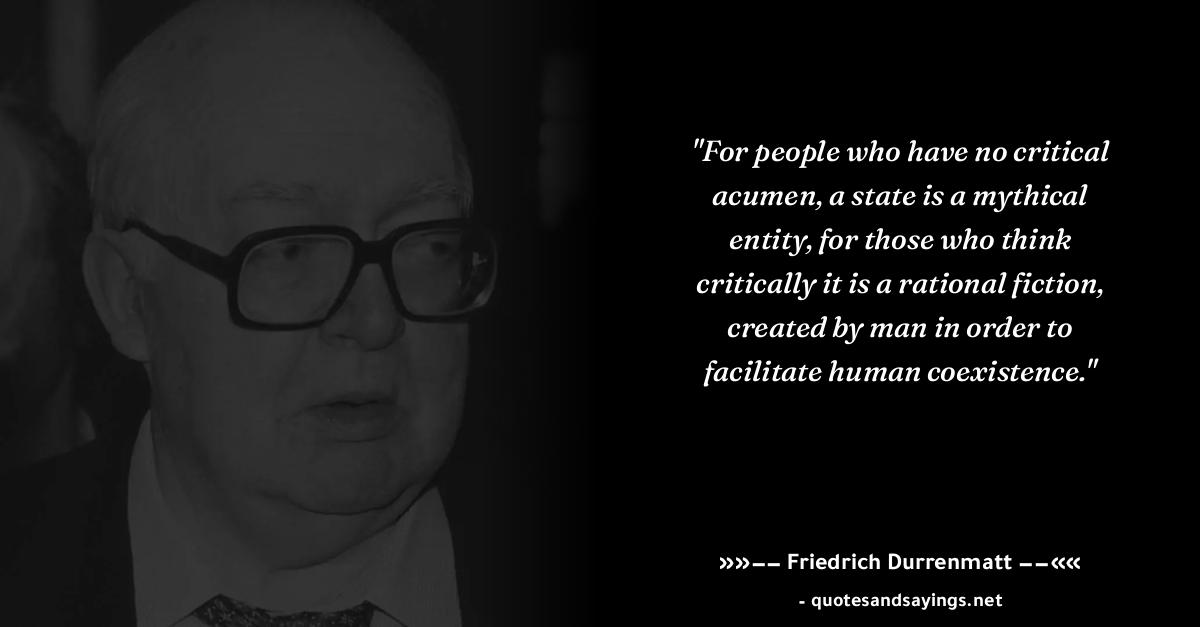 "For people who have no critical
acumen, a state is a mythical
entity, for those who think
critically it is a rational fiction,
created by man in order to
facilitate human coexistence."
»»–– Friedrich Durrenmatt ––««
- quotesandsayings.net